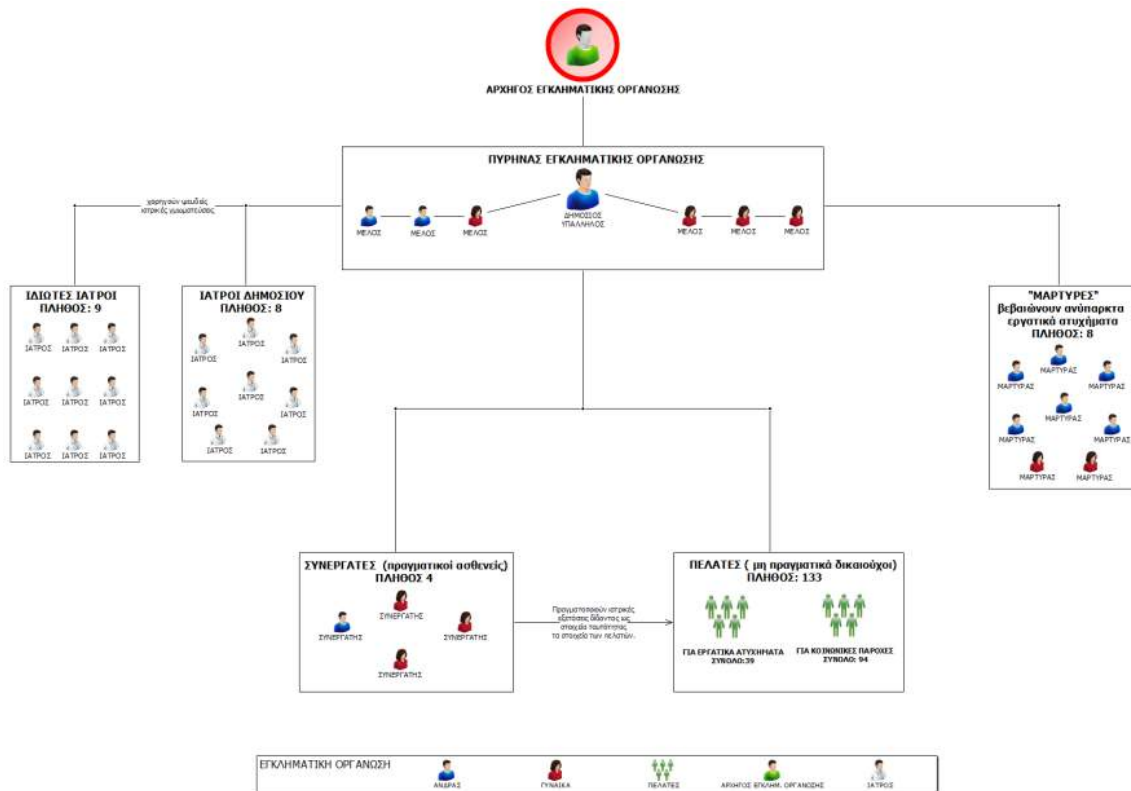 ΑΡΧΗΓΟΣ ΕΓΚΛΗΜΑΤΙΚΗΣ ΟΡΓΑΝΩΣΗΣ
ΠΥΡΗΝΑΣ ΕΓΚΛΗΜΑΤΙΚΗΣ ΟΡΓΑΝΩΣΗΣ
ΔΗΜΟΣΙΟΣ
ΥΠΑΛΛΗΛΟΣ
ΜΕΛΟΣ ΜΕΛΟΣ ΜΕΛΟΣ ΜΕΛΟΣ ΜΕΛΟΣ ΜΕΛΟΣ
χορηγούν ψευδείς
ιατρικές γνωματεύσεις
ΙΔΙΩΤΕΣ ΙΑΤΡΟΙ
ΠΛΗΘΟΣ: 9
ΙΑΤΡΟΣ ΙΑΤΡΟΣ ΙΑΤΡΟΣ
ΙΑΤΡΟΣ ΙΑΤΡΟΣ ΙΑΤΡΟΣ
ΙΑΤΡΟΣ ΙΑΤΡΟΣ ΙΑΤΡΟΣ
ΙΑΤΡΟΙ ΔΗΜΟΣΙΟΥ
ΠΛΗΘΟΣ: 8
ΙΑΤΡΟΣ
ΙΑΤΡΟΣ ΙΑΤΡΟΣ
ΙΑΤΡΟΣ
ΙΑΤΡΟΣ ΙΑΤΡΟΣ
ΙΑΤΡΟΣ ΙΑΤΡΟΣ
"ΜΑΡΤΥΡΕΣ"
βεβαιώνουν ανύπαρκτα
εργατικά ατυχήματα
ΠΛΗΘΟΣ: 8
ΜΑΡΤΥΡΑΣ
ΜΑΡΤΥΡΑΣ ΜΑΡΤΥΡΑΣ
ΜΑΡΤΥΡΑΣ
ΜΑΡΤΥΡΑΣ ΜΑΡΤΥΡΑΣ
ΜΑΡΤΥΡΑΣ ΜΑΡΤΥΡΑΣ
ΣΥΝΕΡΓΑΤΕΣ (πραγματικοί ασθενείς)
ΠΛΗΘΟΣ 4
ΣΥΝΕΡΓΑΤΗΣ
ΣΥΝΕΡΓΑΤΗΣ ΣΥΝΕΡΓΑΤΗΣ
ΣΥΝΕΡΓΑΤΗΣ
Πραγματοποιούν ιατρικές
εξετάσεις δίδοντας ως
στοιχεία ταυτότητας
τα στοιχεία των πελατών.
ΠΕΛΑΤΕΣ ( μη πραγματικά δικαιούχοι)
ΠΛΗΘΟΣ: 133
ΓΙΑ ΕΡΓΑΤΙΚΑ ΑΤΥΧΗΜΑΤΑ
ΣΥΝΟΛΟ:39
ΓΙΑ ΚΟΙΝΩΝΙΚΕΣ ΠΑΡΟΧΕΣ
ΣΥΝΟΛΟ: 94
ΕΓΚΛΗΜΑΤΙΚΗ ΟΡΓΑΝΩΣΗ
ΑΝΔΡΑΣ ΓΥΝΑΙΚΑ ΠΕΛΑΤΕΣ ΑΡΧΗΓΟΣ ΕΓΚΛΗΜ. ΟΡΓΑΝΩΣΗΣ ΙΑΤΡΟΣ